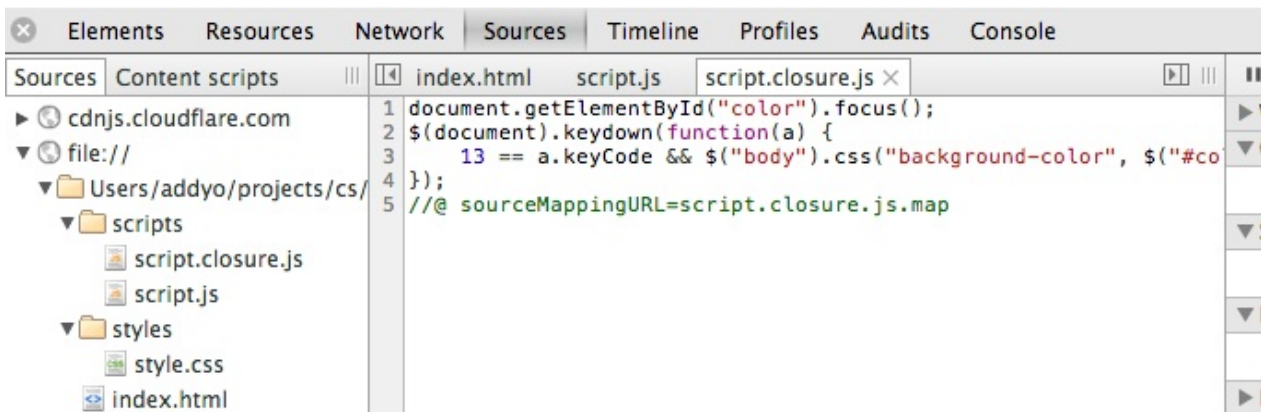 Elements Resources Network Sources Timeline Profiles Audits Console
Sources Content scripts index.html script.js script.closure.js
cdnjs.cloudflare.com
file://
Users/addyo/projects/cs/
scripts
script.closure.js
script.js
styles
style.css
index.html
1 document.getElementById("color").focus();
2 $(document).keydown(function(a) {
3 13 == a.keyCode && $("body").css("background-color", $("#co
4 });
5 //@ sourceMappingURL=script.closure.js.map